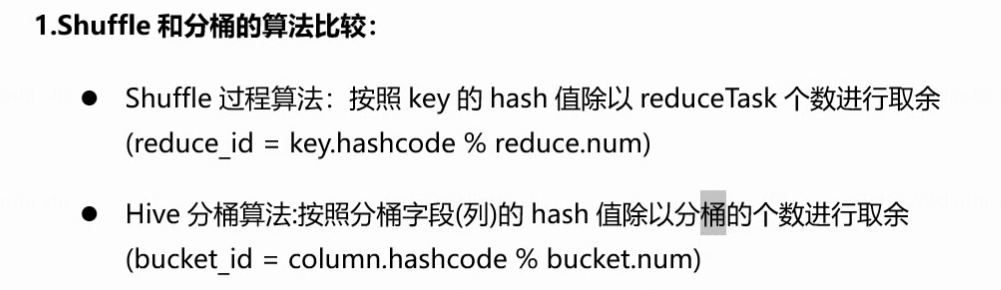 1.Shuffle 和分桶的算法比较：
● Shuffle 过程算法：按照 key 的 hash 值除以 reduceTask 个数进行取余
(reduce_id = key.hashcode % reduce.num)
● Hive 分桶算法:按照分桶字段(列)的 hash 值除以分桶的个数进行取余
(bucket_id = column.hashcode % bucket.num)